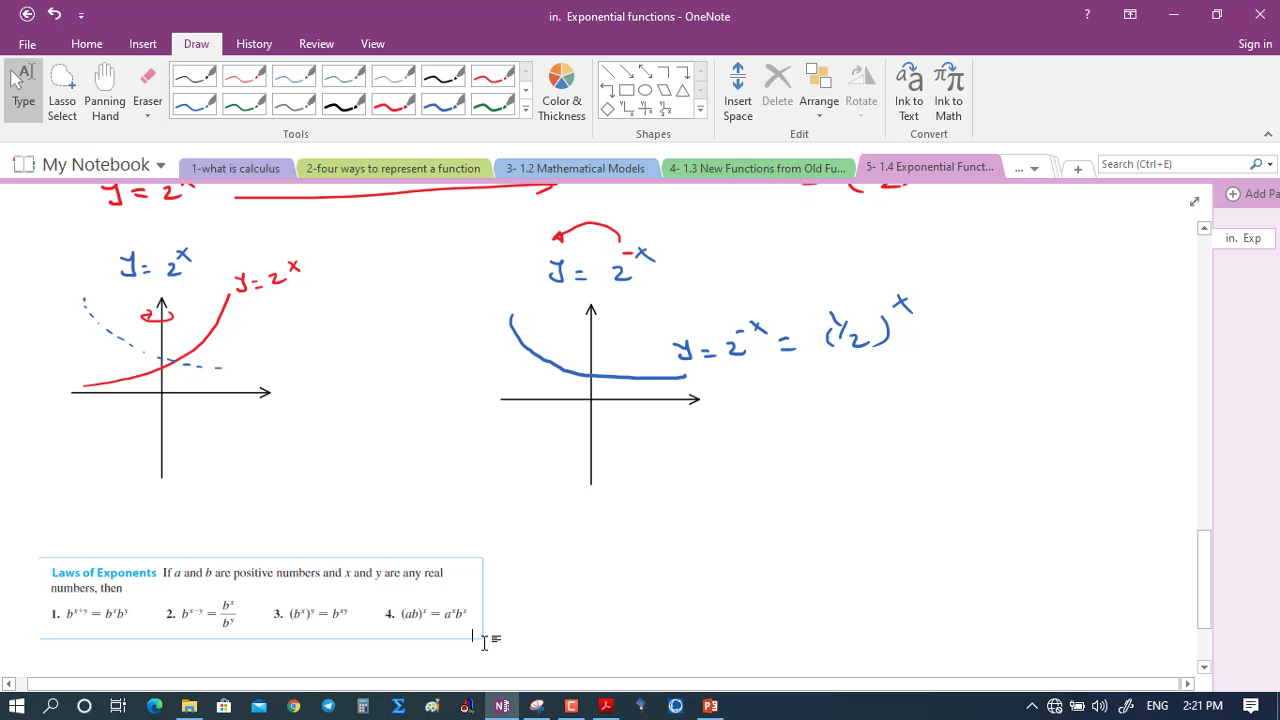 in. Exponential functions - OneNote
File Home Insert Draw History Review View Sign in
Type Lasso Select Panning Hand Eraser Color & Thickness Insert Space Delete Arrange Rotate Ink to Text Ink to Math
Tools Shapes Edit Convert
My Notebook 1-what is calculus 2-four ways to represent a function 3- 1.2 Mathematical Models 4- 1.3 New Functions from Old Fu... 5- 1.4 Exponential Funct... ... Search (Ctrl+E)
Add Pa
in. Exp
y = 2^x
y = 2^x
y = 2^x
y = 2^-x
y = 2^-x = (1/2)^x
Laws of Exponents If a and b are positive numbers and x and y are any real
numbers, then
1. b^x+y = b^x b^y 2. b^x−y = b^x/b^y 3. (b^x)^y = b^xy 4. (ab)^x = a^x b^x
2:21 PM